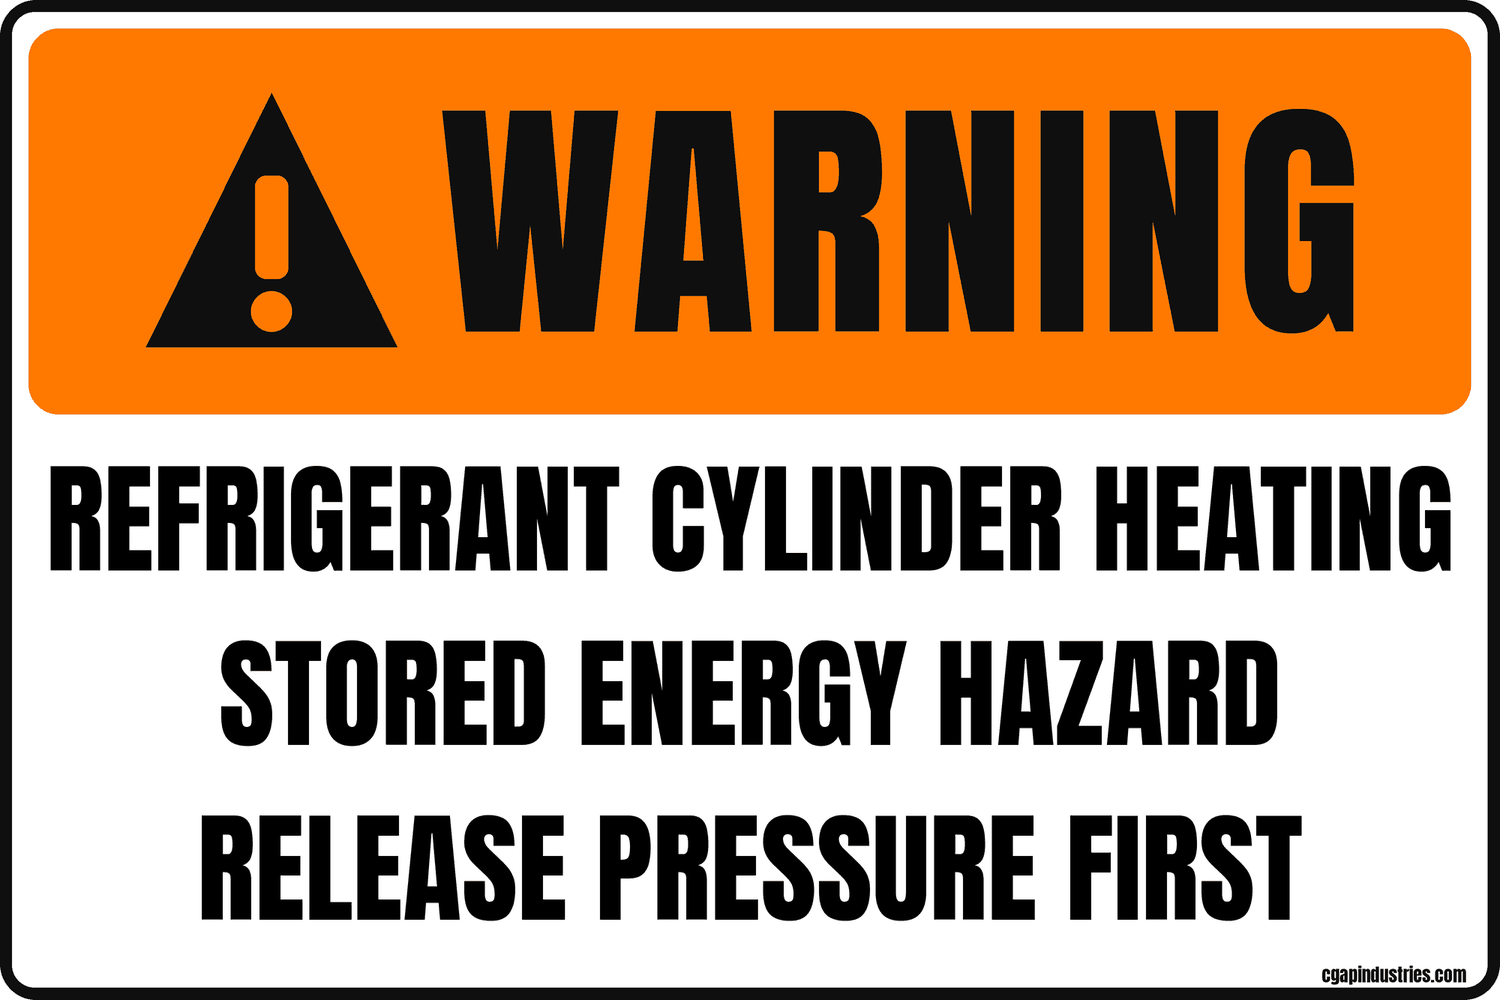 WARNING
REFRIGERANT CYLINDER HEATING
STORED ENERGY HAZARD
RELEASE PRESSURE FIRST
cgapindustries.com